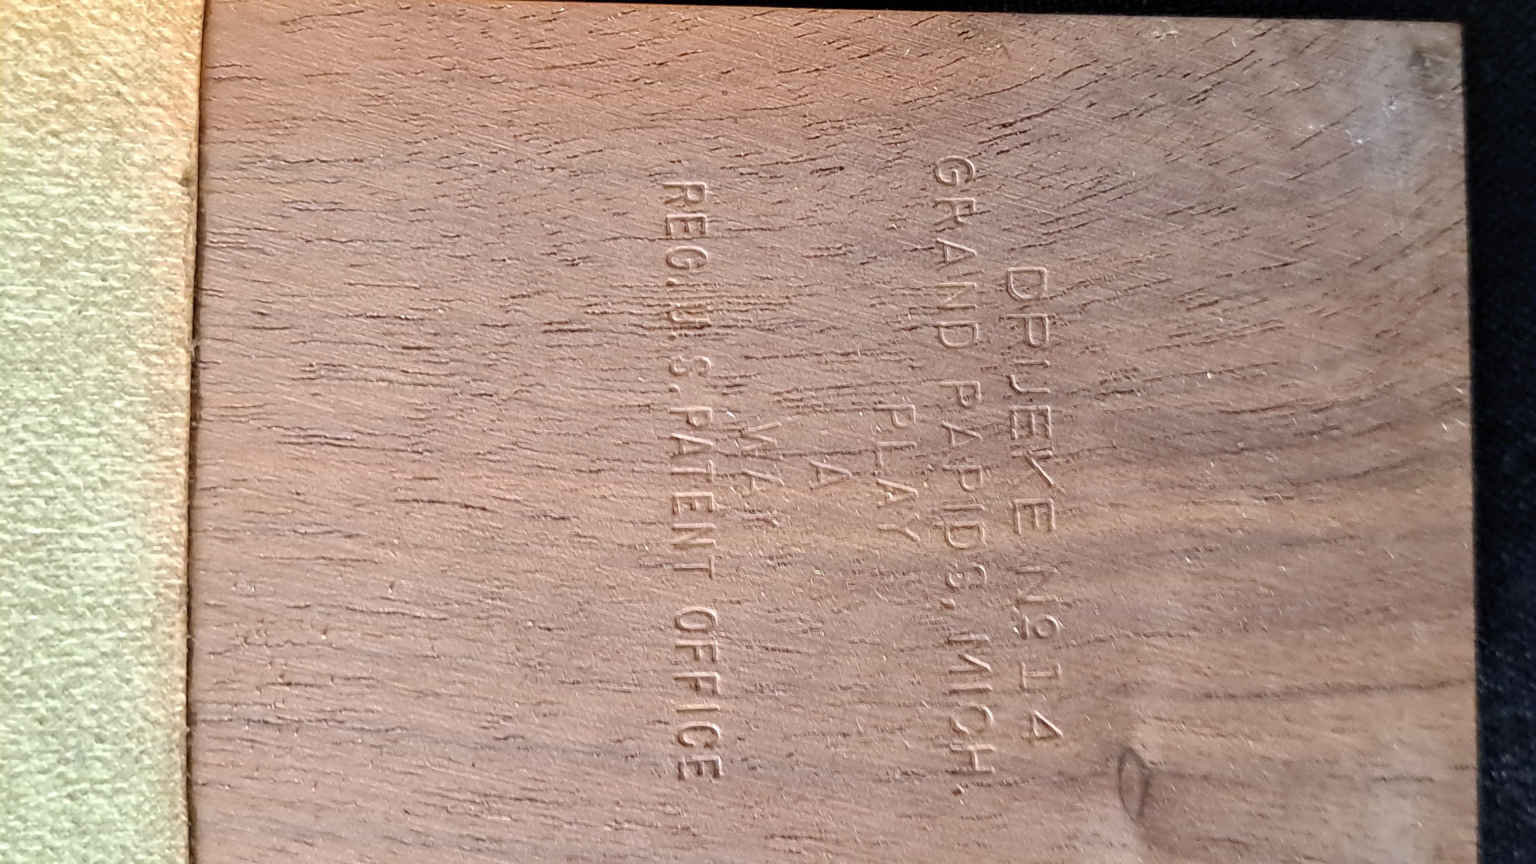 DRUEKE Nº 14
GRAND RAPIDS, MICH.
PLAY
A
WAY
REG. U.S. PATENT OFFICE